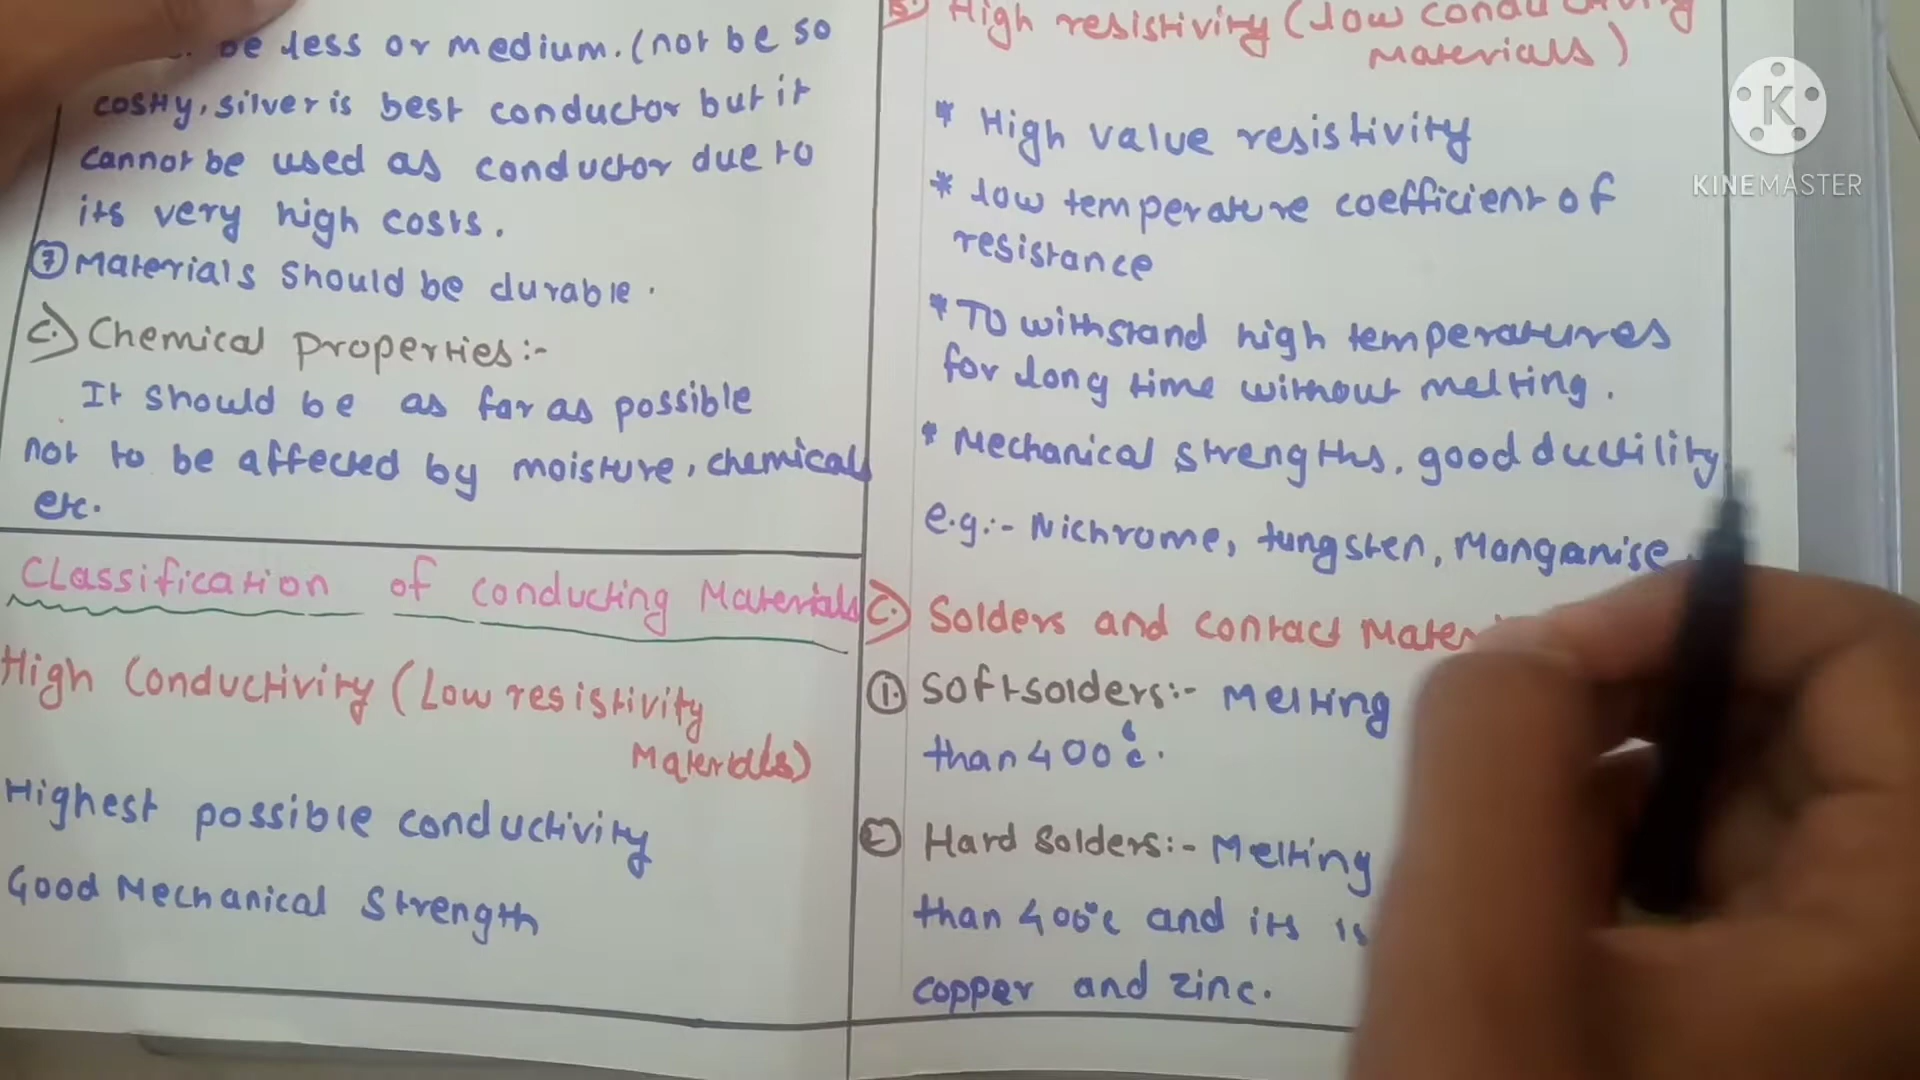 be less or medium. (not be so
costly, silver is best conductor but it
cannot be used as conductor due to
its very high costs.
⑦ Materials should be durable.
C.) Chemical properties:-
It should be as far as possible
not to be affected by moisture, chemicals
etc.
Classification of conducting Materials
High Conductivity (Low resistivity
Materials)
Highest possible conductivity
Good Mechanical Strength
High resistivity (low conductivity
Materials)
* High value resistivity
* low temperature coefficient of
resistance
* To withstand high temperatures
for long time without melting.
* Mechanical strengths, good ductility
e.g:- Nichrome, tungsten, Manganise
C.) Solders and contact
① Soft solders:- Melting
than 400°c.
② Hard solders:- Melting
than 400°c and its is
copper and zinc.
KINEMASTER